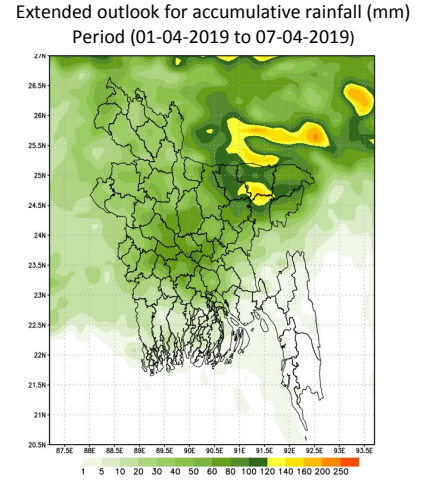 Extended outlook for accumulative rainfall (mm)
Period (01-04-2019 to 07-04-2019)
27N
26.5N
26N
25.5N
25N
24.5N
24N
23.5N
23N
22.5N
22N
21.5N
21N
20.5N
87.5E 88E 88.5E 89E 89.5E 90E 90.5E 91E 91.5E 92E 92.5E 93E 93.5E
1 5 10 20 30 40 50 60 80 100 120 140 160 200 250